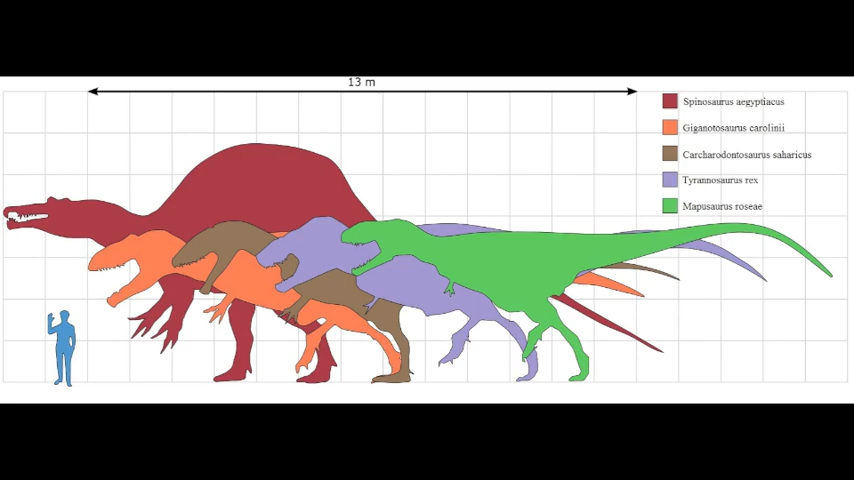 13 m
Spinosaurus aegyptiacus
Giganotosaurus carolinii
Carcharodontosaurus saharicus
Tyrannosaurus rex
Mapusaurus roseae